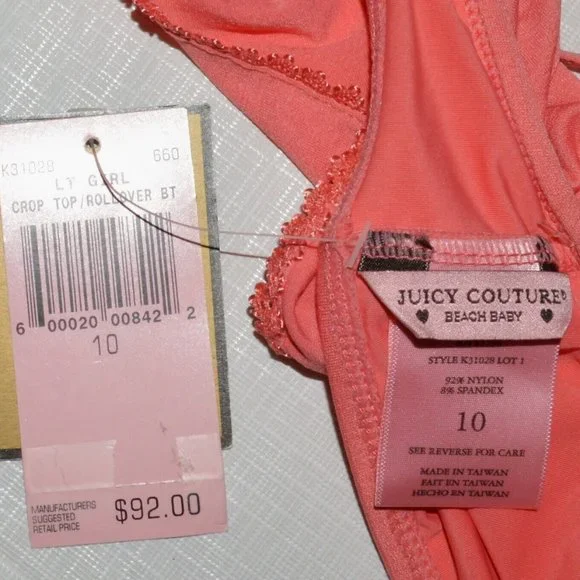 K31028 660
LT GIRL
CROP TOP/ROLLOVER BT
6 00020 00842 2
10
MANUFACTURERS
SUGGESTED
RETAIL PRICE
$92.00
JUICY COUTURE®
BEACH BABY
STYLE K31028 LOT 1
92% NYLON
8% SPANDEX
10
SEE REVERSE FOR CARE
MADE IN TAIWAN
FAIT EN TAIWAN
HECHO EN TAIWAN